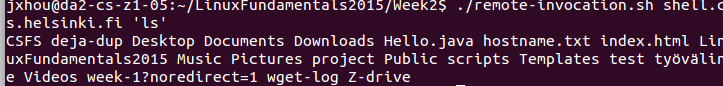 jxhou@da2-cs-z1-05:~/LinuxFundamentals2015/Week2$ ./remote-invocation.sh shell.c
s.helsinki.fi 'ls'
CSFS deja-dup Desktop Documents Downloads Hello.java hostname.txt index.html Lin
uxFundamentals2015 Music Pictures project Public scripts Templates test työvälin
e Videos week-1?noredirect=1 wget-log Z-drive